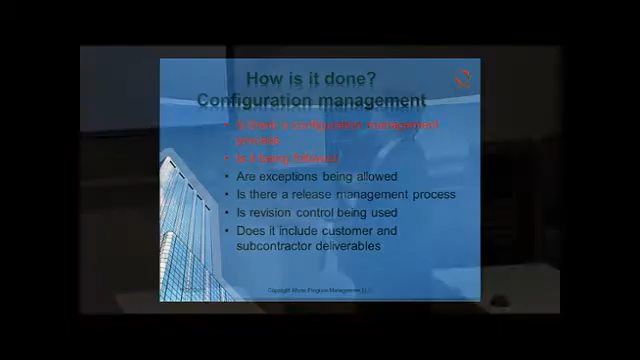 How is it done?
Configuration management
• Is there a configuration management
process
• Is it being followed
• Are exceptions being allowed
• Is there a release management process
• Is revision control being used
• Does it include customer and
subcontractor deliverables
Copyright Program Management, LLC